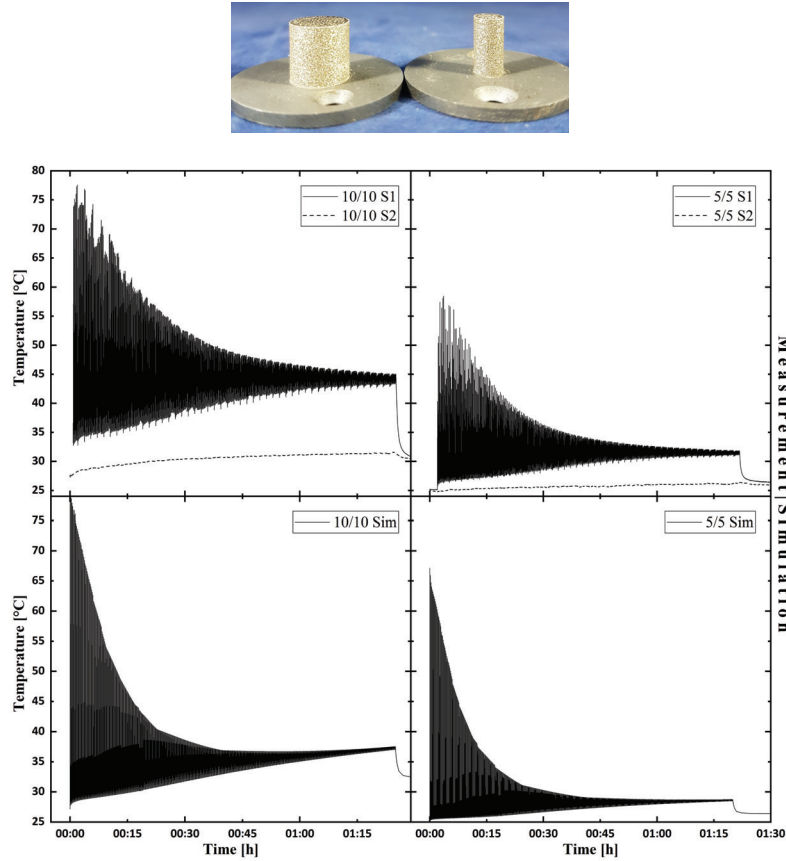 80
75
70
65
60
55
50
45
40
35
30
25
Temperature [°C]
10/10 S1
10/10 S2
5/5 S1
5/5 S2
75
70
65
60
55
50
45
40
35
30
25
Temperature [°C]
10/10 Sim
5/5 Sim
00:00 00:15 00:30 00:45 01:00 01:15
Time [h]
00:00 00:15 00:30 00:45 01:00 01:15 01:30
Time [h]
Measurement|Simulation